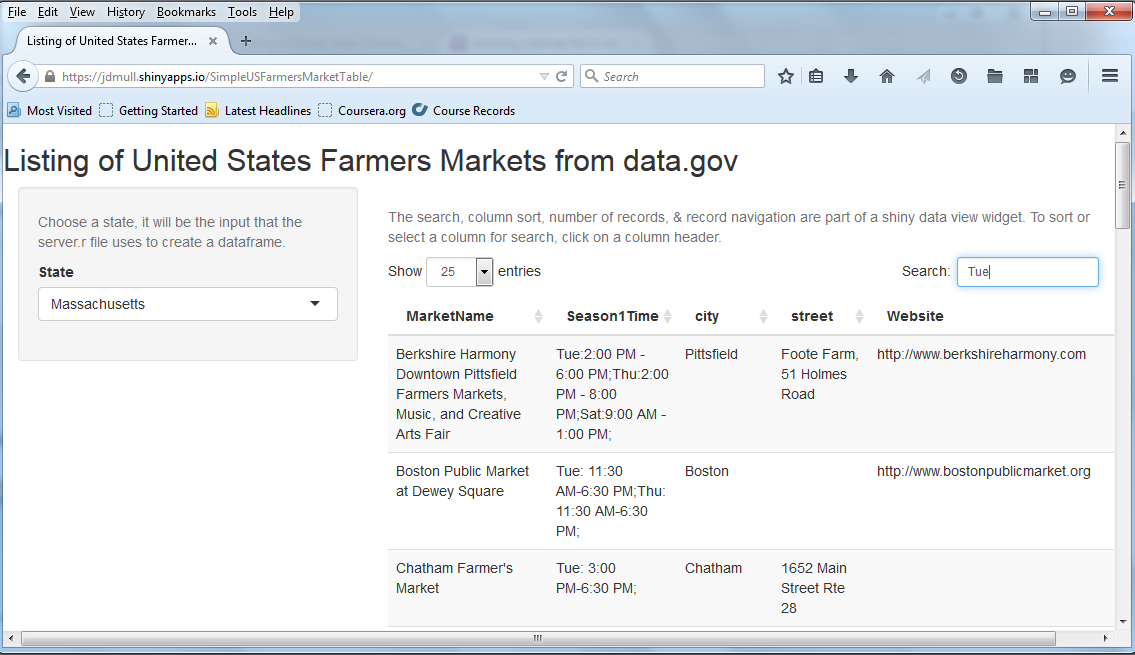 File Edit View History Bookmarks Tools Help
Listing of United States Farmer...
https://jdmull.shinyapps.io/SimpleUSFarmersMarketTable/
Search
Most Visited Getting Started Latest Headlines Coursera.org Course Records
Listing of United States Farmers Markets from data.gov
Choose a state, it will be the input that the
server.r file uses to create a dataframe.
State
Massachusetts
The search, column sort, number of records, & record navigation are part of a shiny data view widget. To sort or
select a column for search, click on a column header.
Show 25 entries
Search: Tue
MarketName Season1Time city street Website
Berkshire Harmony Tue:2:00 PM - Pittsfield Foote Farm, http://www.berkshireharmony.com
Downtown Pittsfield 6:00 PM;Thu:2:00 51 Holmes
Farmers Markets, PM - 8:00 Road
Music, and Creative PM;Sat:9:00 AM -
Arts Fair 1:00 PM;
Boston Public Market Tue: 11:30 Boston http://www.bostonpublicmarket.org
at Dewey Square AM-6:30 PM;Thu:
11:30 AM-6:30
PM;
Chatham Farmer's Tue: 3:00 Chatham 1652 Main
Market PM-6:30 PM; Street Rte
28